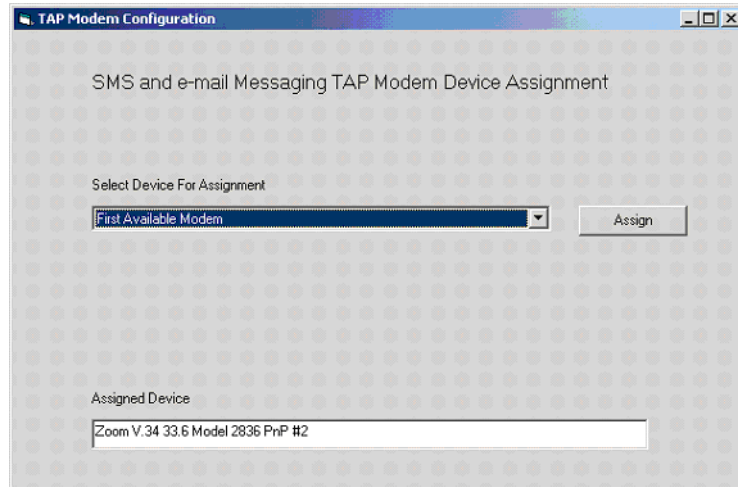 TAP Modem Configuration
SMS and e-mail Messaging TAP Modem Device Assignment
Select Device For Assignment
First Available Modem
Assign
Assigned Device
Zoom V.34 33.6 Model 2836 PnP #2